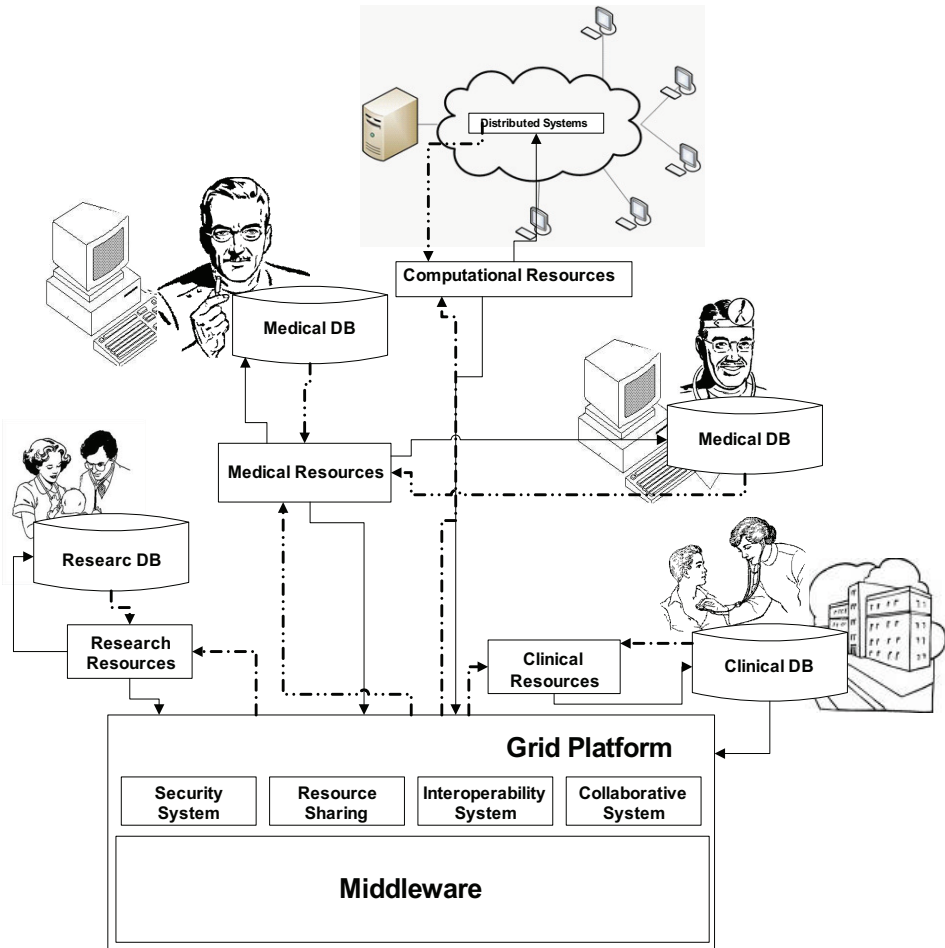 Distributed Systems
Computational Resources
Medical DB
Medical DB
Medical Resources
Researc DB
Research
Resources
Clinical
Resources
Clinical DB
Grid Platform
Security
System
Resource
Sharing
Interoperability
System
Collaborative
System
Middleware